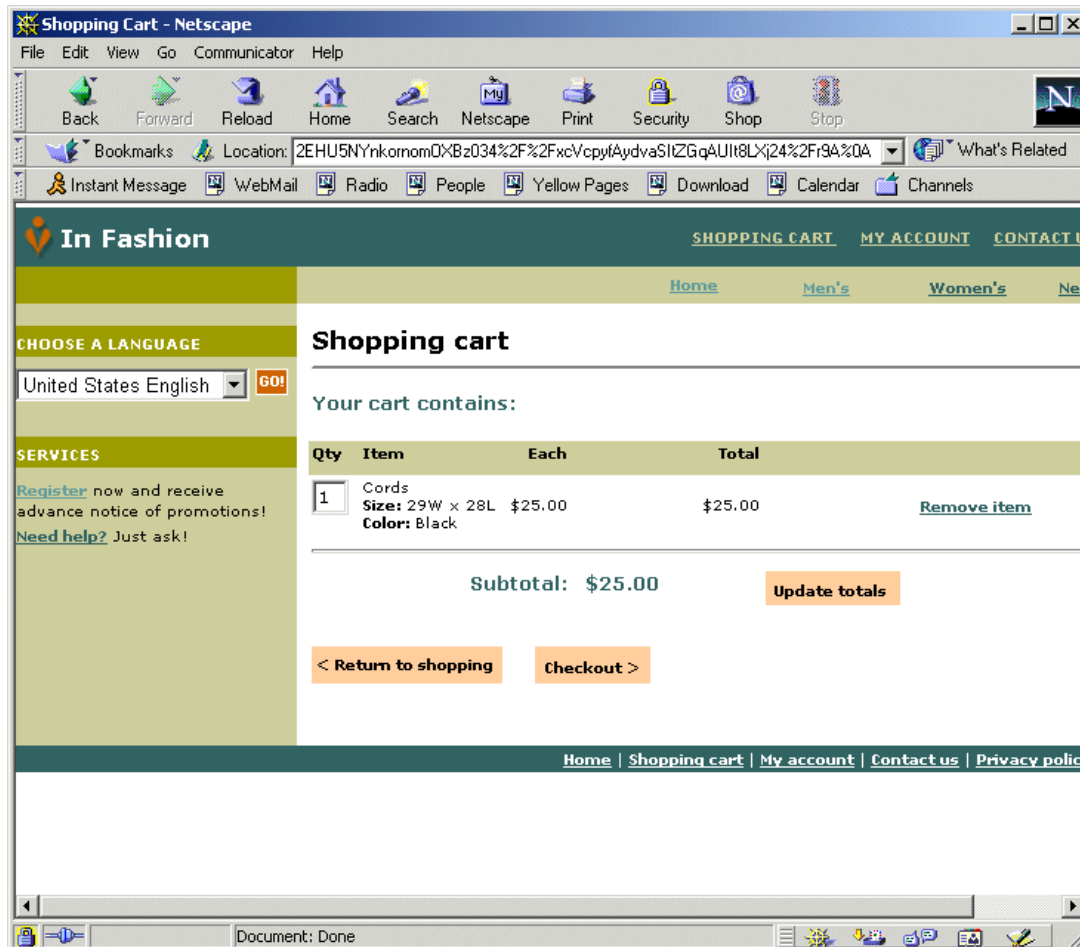 Shopping Cart - Netscape
File Edit View Go Communicator Help
Back Forward Reload Home Search Netscape Print Security Shop Stop
Bookmarks Location: What's Related
Instant Message WebMail Radio People Yellow Pages Download Calendar Channels
In Fashion SHOPPING CART MY ACCOUNT CONTACT
Home Men's Women's Ne
CHOOSE A LANGUAGE
United States English GO!
Shopping cart
Your cart contains:
SERVICES
Register now and receive
advance notice of promotions!
Need help? Just ask!
Qty Item Each Total
1 Cords
Size: 29W x 28L $25.00 $25.00 Remove item
Color: Black
Subtotal: $25.00 Update totals
< Return to shopping Checkout >
Home | Shopping cart | My account | Contact us | Privacy polic
Document: Done